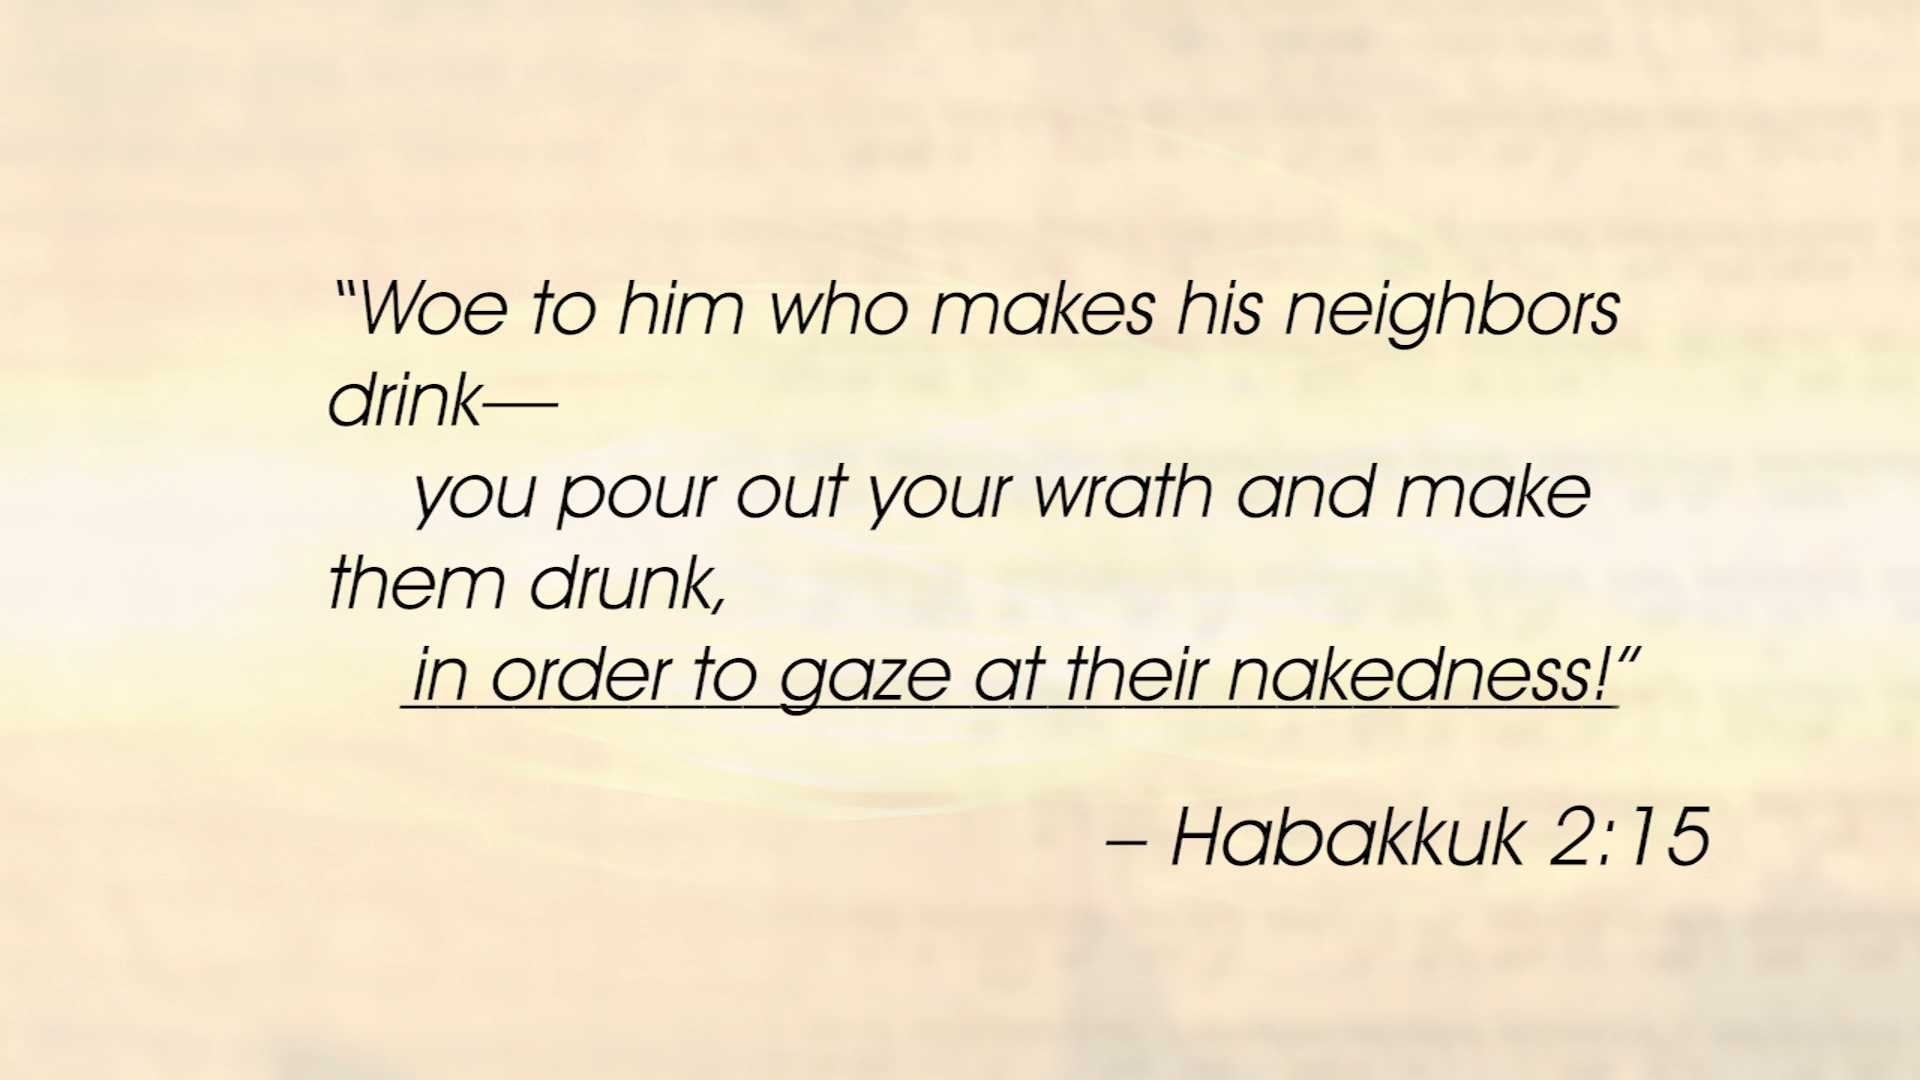 “Woe to him who makes his neighbors
drink—
you pour out your wrath and make
them drunk,
in order to gaze at their nakedness!”
– Habakkuk 2:15